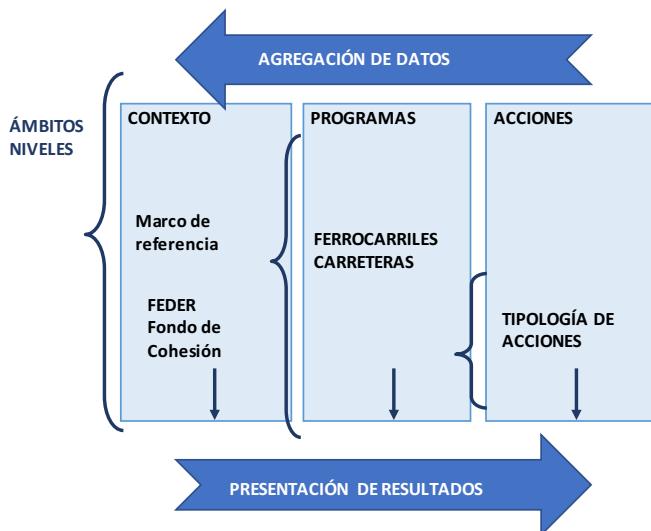 AGREGACIÓN DE DATOS
ÁMBITOS
NIVELES
CONTEXTO
Marco de
referencia
FEDER
Fondo de
Cohesión
PROGRAMAS
FERROCARRILES
CARRETERAS
ACCIONES
TIPOLOGÍA DE
ACCIONES
PRESENTACIÓN DE RESULTADOS